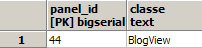 panel_id classe
[PK] bigserial text
1 44 BlogView